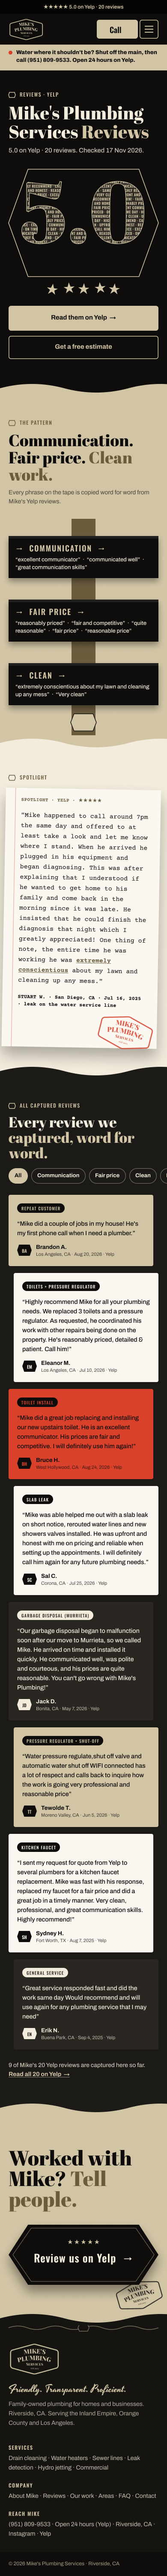 ★★★★★ 5.0 on Yelp · 20 reviews
MIKE'S
PLUMBING
SERVICES
Call
Water where it shouldn't be? Shut off the main, then
call (951) 809-9533. Open 24 hours on Yelp.
REVIEWS · YELP
Mike's Plumbing
Services Reviews
5.0 on Yelp · 20 reviews. Checked 17 Nov 2026.
5.0
★★★★★
Read them on Yelp →
Get a free estimate
THE PATTERN
Communication.
Fair price. Clean
work.
Every phrase on the tape is copied word for word from
Mike's Yelp reviews.
→ COMMUNICATION →
"excellent communicator" · "communicated well" ·
"great communication skills"
→ FAIR PRICE →
"reasonably priced" · "fair and competitive" · "quite
reasonable" · "fair price" · "reasonable price"
→ CLEAN →
"extremely conscientious about my lawn and cleaning
up any mess" · "Very clean"
SPOTLIGHT
SPOTLIGHT · YELP · ★★★★★
"Mike happened to call around 7pm
the same day and offered to at
least take a look and let me know
where I stand. When he arrived he
plugged in his equipment and
began diagnosing. This was after
explaining that I understood if
he wanted to get home to his
family and come back in the
morning since it was late. He
insisted that he could finish the
diagnosis that night which I
greatly appreciated! One thing of
note, the entire time he was
working he was extremely
conscientious about my lawn and
cleaning up any mess."
STUART W. · San Diego, CA · Jul 16, 2025
· leak on the water service line
MIKE'S
PLUMBING
SERVICES
ALL CAPTURED REVIEWS
Every review we
captured, word for
word.
All
Communication
Fair price
Clean
REPEAT CUSTOMER
"Mike did a couple of jobs in my house! He's
my first phone call when I need a plumber."
BA
Brandon A.
Los Angeles, CA · Aug 20, 2026 · Yelp
TOILETS + PRESSURE REGULATOR
"Highly recommend Mike for all your plumbing
needs. We replaced 3 toilets and a pressure
regulator. As requested, he coordinated his
work with other repairs being done on the
property. He's reasonably priced, detailed &
patient. Call him!"
EM
Eleanor M.
Los Angeles, CA · Jul 10, 2026 · Yelp
TOILET INSTALL
"Mike did a great job replacing and installing
our new upstairs toilet. He is an excellent
communicator. His prices are fair and
competitive. I will definitely use him again!"
BH
Bruce H.
West Hollywood, CA · Aug 24, 2026 · Yelp
SLAB LEAK
"Mike was able helped me out with a slab leak
on short notice, rerouted water lines and new
showers valves were installed. He went over
costs and pricing and was reliable when
setting up the appointments. I will definitely
call him again for any future plumbing needs."
SC
Sal C.
Corona, CA · Jul 25, 2026 · Yelp
GARBAGE DISPOSAL (MURRIETA)
"Our garbage disposal began to malfunction
soon after our move to Murrieta, so we called
Mike. He arrived on time and installed it
quickly. He communicated well, was polite
and courteous, and his prices are quite
reasonable. You can't go wrong with Mike's
Plumbing!"
JD
Jack D.
Bonita, CA · May 7, 2026 · Yelp
PRESSURE REGULATOR + SHUT-OFF
"Water pressure regulate,shut off valve and
automatic water shut off WIFI connected has
a lot of respect and calls back to inquire how
the work is going very professional and
reasonable price"
TT
Tewolde T.
Moreno Valley, CA · Jun 5, 2026 · Yelp
KITCHEN FAUCET
"I sent my request for quote from Yelp to
several plumbers for a kitchen faucet
replacement. Mike was fast with his response,
replaced my faucet for a fair price and did a
great job in a timely manner. Very clean,
professional, and great communication skills.
Highly recommend!"
SH
Sydney H.
Fort Worth, TX · Aug 7, 2025 · Yelp
GENERAL SERVICE
"Great service responded fast and did the
work same day Would recommend and will
use again for any plumbing service that I may
need"
EN
Erik N.
Buena Park, CA · Sep 4, 2025 · Yelp
9 of Mike's 20 Yelp reviews are captured here so far.
Read all 20 on Yelp →
Worked with
Mike? Tell
people.
★★★★★
Review us on Yelp →
MIKE'S
PLUMBING
SERVICES
MIKE'S
PLUMBING
SERVICES
Friendly. Transparent. Proficient.
Family-owned plumbing for homes and businesses.
Riverside, CA. Serving the Inland Empire, Orange
County and Los Angeles.
SERVICES
Drain cleaning · Water heaters · Sewer lines · Leak
detection · Hydro jetting · Commercial
COMPANY
About Mike · Reviews · Our work · Areas · FAQ · Contact
REACH MIKE
(951) 809-9533 · Open 24 hours (Yelp) · Riverside, CA ·
Instagram · Yelp
© 2026 Mike's Plumbing Services · Riverside, CA